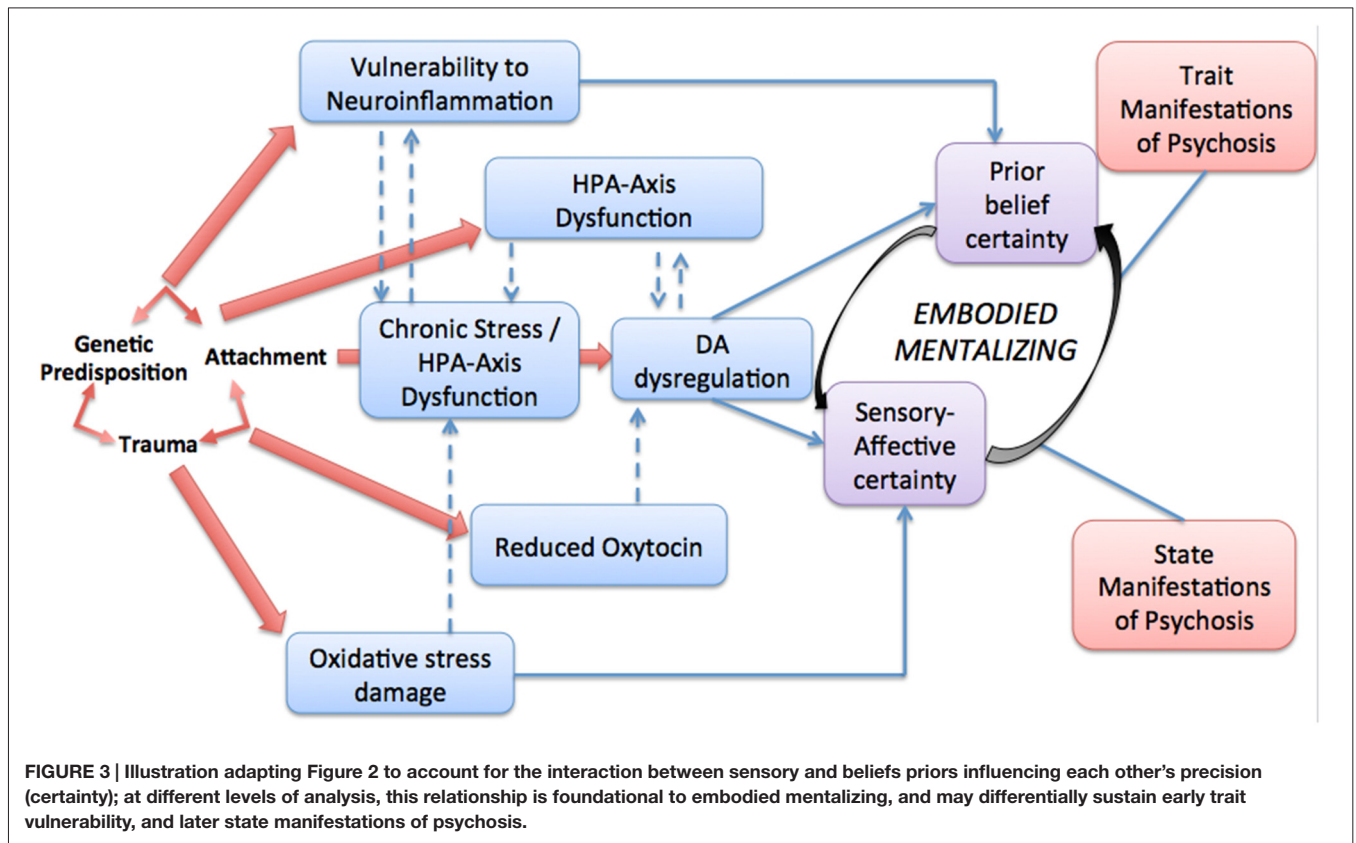 Vulnerability to
Neuroinflammation
Trait
Manifestations
of Psychosis
HPA-Axis
Dysfunction
Prior
belief
certainty
Genetic
Predisposition
Attachment
Trauma
Chronic Stress /
HPA-Axis
Dysfunction
DA
dysregulation
EMBODIED
MENTALIZING
Sensory-
Affective
certainty
Reduced Oxytocin
State
Manifestations
of Psychosis
Oxidative stress
damage
FIGURE 3 | Illustration adapting Figure 2 to account for the interaction between sensory and beliefs priors influencing each other's precision
(certainty); at different levels of analysis, this relationship is foundational to embodied mentalizing, and may differentially sustain early trait
vulnerability, and later state manifestations of psychosis.